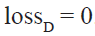 loss_D = 0